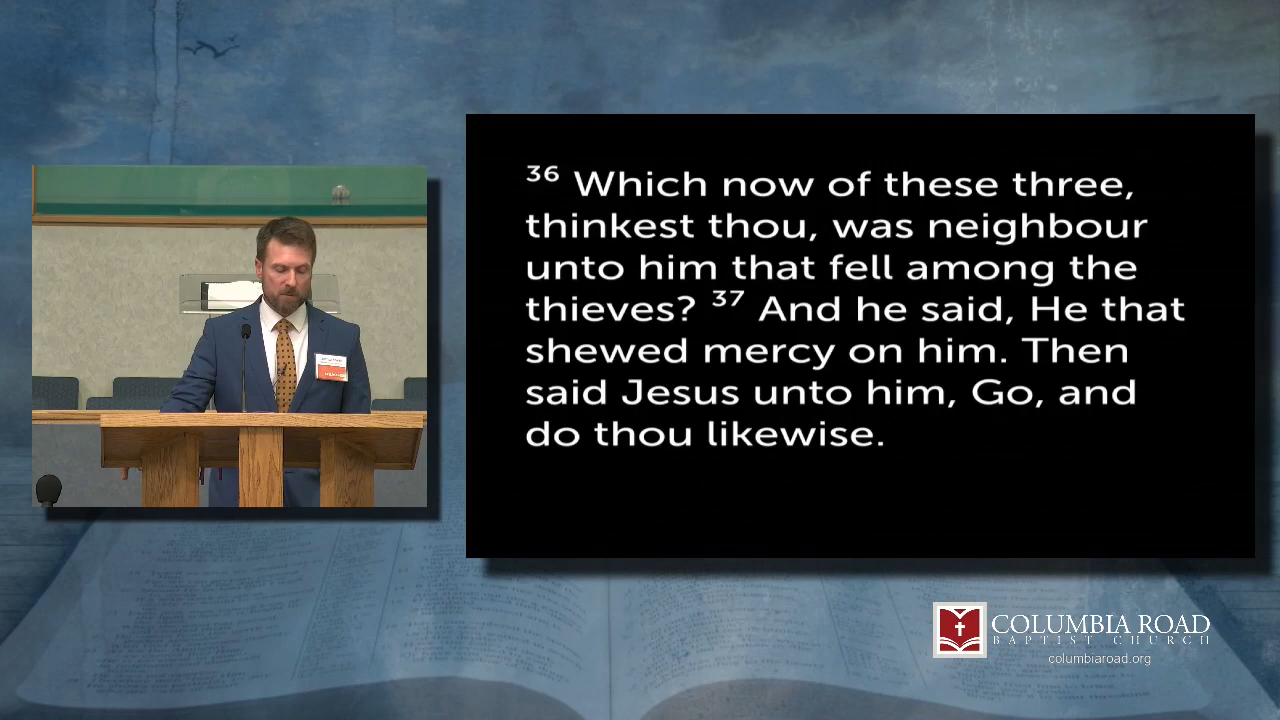 36 Which now of these three,
thinkest thou, was neighbour
unto him that fell among the
thieves? 37 And he said, He that
shewed mercy on him. Then
said Jesus unto him, Go, and
do thou likewise.
COLUMBIA ROAD
BAPTIST CHURCH
columbiaroad.org